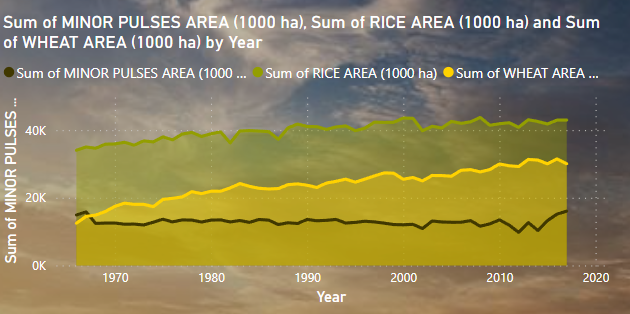 Sum of MINOR PULSES AREA (1000 ha), Sum of RICE AREA (1000 ha) and Sum
of WHEAT AREA (1000 ha) by Year
Sum of MINOR PULSES AREA (1000 ... Sum of RICE AREA (1000 ha) Sum of WHEAT AREA ...
Sum of MINOR PULSES ...
40K
20K
0K
1970 1980 1990 2000 2010 2020
Year